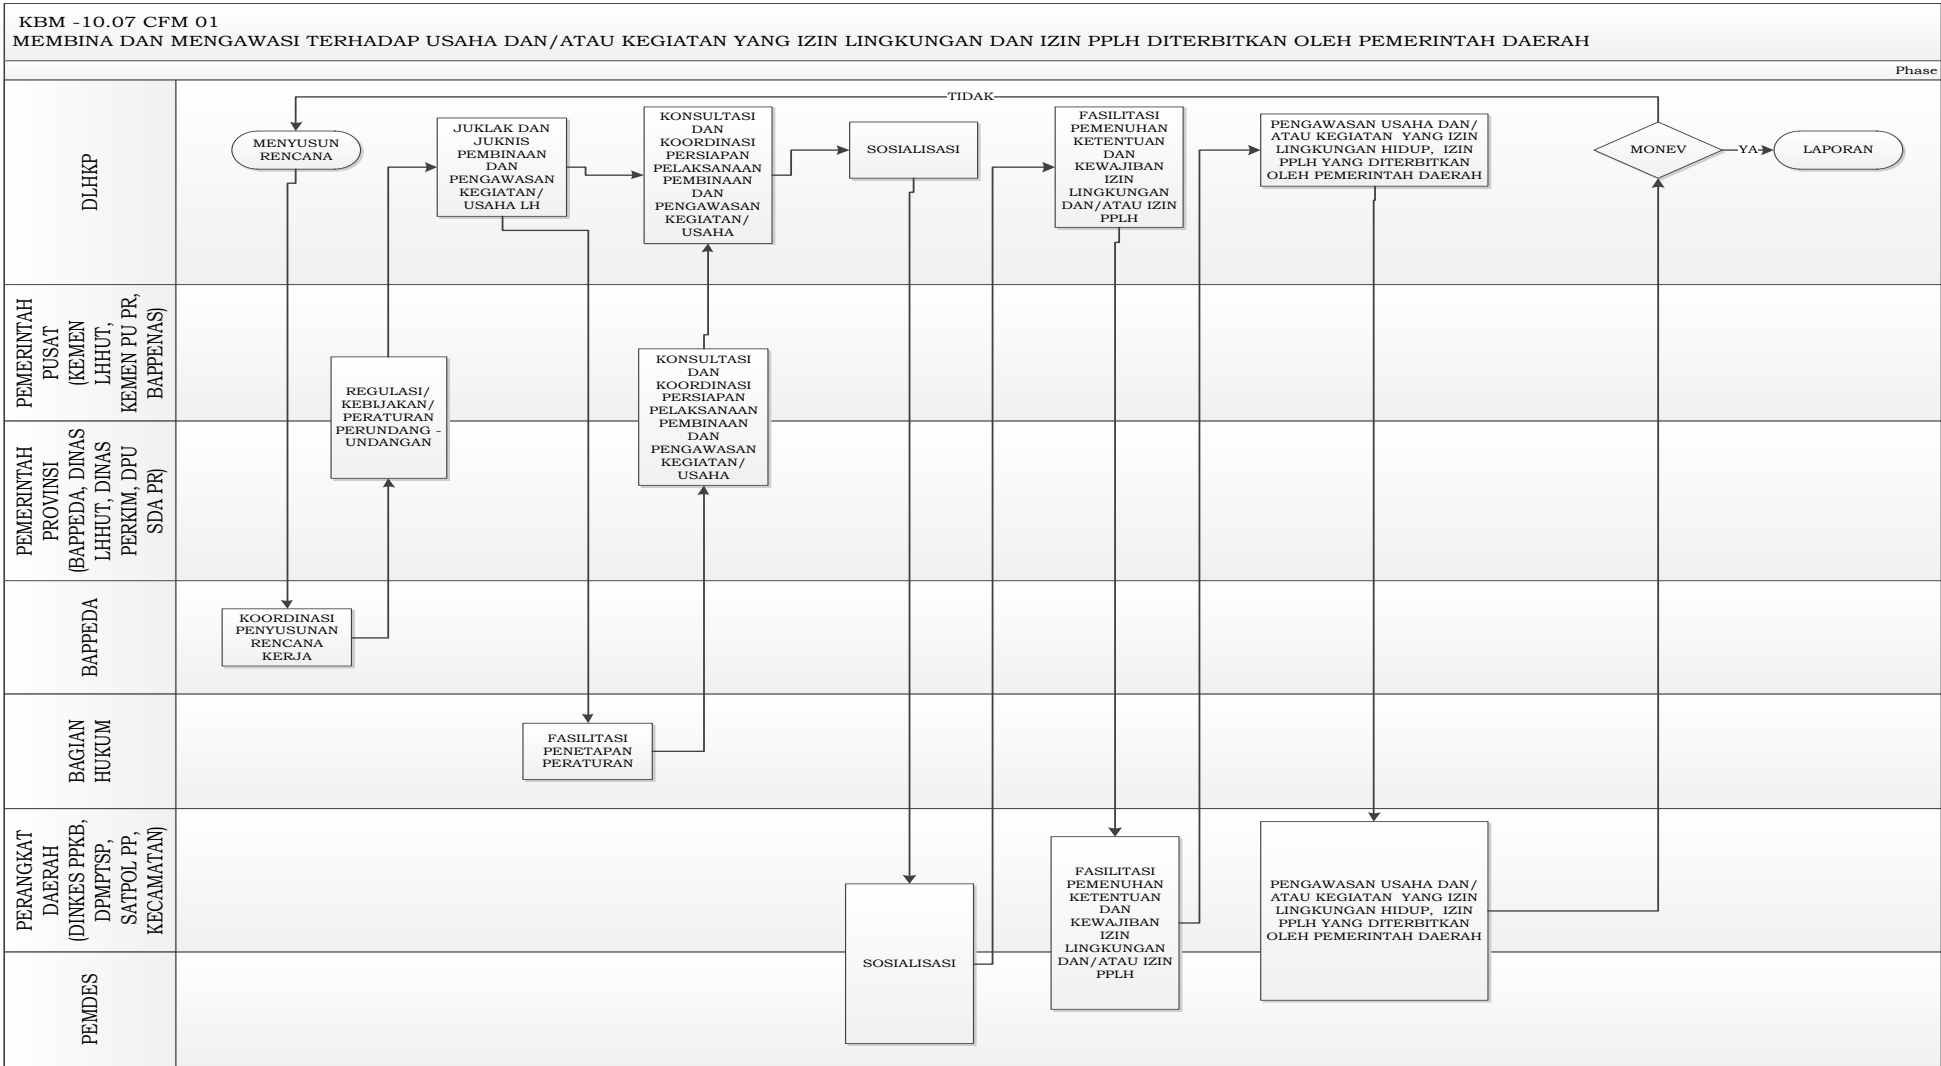 KBM -10.07 CFM 01
MEMBINA DAN MENGAWASI TERHADAP USAHA DAN/ATAU KEGIATAN YANG IZIN LINGKUNGAN DAN IZIN PPLH DITERBITKAN OLEH PEMERINTAH DAERAH
Phase
DLHKP
TIDAK
MENYUSUN
RENCANA
JUKLAK DAN
JUKNIS
PEMBINAAN
DAN
PENGAWASAN
KEGIATAN/
USAHA LH
KONSULTASI
DAN
KOORDINASI
PERSIAPAN
PELAKSANAAN
PEMBINAAN
DAN
PENGAWASAN
KEGIATAN/
USAHA
SOSIALISASI
FASILITASI
PEMENUHAN
KETENTUAN
DAN
KEWAJIBAN
IZIN
LINGKUNGAN
DAN/ATAU IZIN
PPLH
PENGAWASAN USAHA DAN/
ATAU KEGIATAN YANG IZIN
LINGKUNGAN HIDUP, IZIN
PPLH YANG DITERBITKAN
OLEH PEMERINTAH DAERAH
MONEV
YA
LAPORAN
PEMERINTAH
PUSAT
(KEMEN
LHHUT,
KEMEN PU PR,
BAPPENAS)
REGULASI/
KEBIJAKAN/
PERATURAN
PERUNDANG -
UNDANGAN
KONSULTASI
DAN
KOORDINASI
PERSIAPAN
PELAKSANAAN
PEMBINAAN
DAN
PENGAWASAN
KEGIATAN/
USAHA
PEMERINTAH
PROVINSI
(BAPPEDA, DINAS
LHHUT, DINAS
PERKIM, DPU
SDA PR)
BAPPEDA
KOORDINASI
PENYUSUNAN
RENCANA
KERJA
BAGIAN
HUKUM
FASILITASI
PENETAPAN
PERATURAN
PERANGKAT
DAERAH
(DINKES PPKB,
DPMPTSP,
SATPOL PP,
KECAMATAN)
SOSIALISASI
FASILITASI
PEMENUHAN
KETENTUAN
DAN
KEWAJIBAN
IZIN
LINGKUNGAN
DAN/ATAU IZIN
PPLH
PENGAWASAN USAHA DAN/
ATAU KEGIATAN YANG IZIN
LINGKUNGAN HIDUP, IZIN
PPLH YANG DITERBITKAN
OLEH PEMERINTAH DAERAH
PEMDES